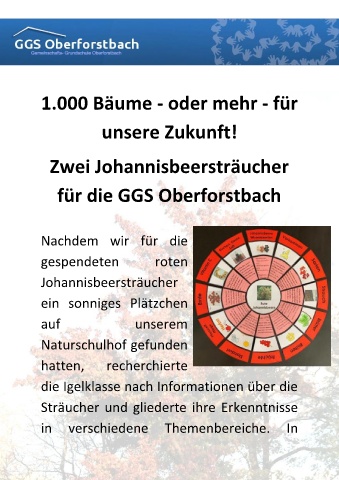 GGS Oberforstbach
Gemeinschafts- Grundschule Oberforstbach
1.000 Bäume - oder mehr - für
unsere Zukunft!
Zwei Johannisbeersträucher
für die GGS Oberforstbach
Nachdem wir für die
gespendeten roten
Johannisbeersträucher
ein sonniges Plätzchen
auf unserem
Naturschulhof gefunden
hatten, recherchierte
die Igelklasse nach Informationen über die
Sträucher und gliederte ihre Erkenntnisse
in verschiedene Themenbereiche. In